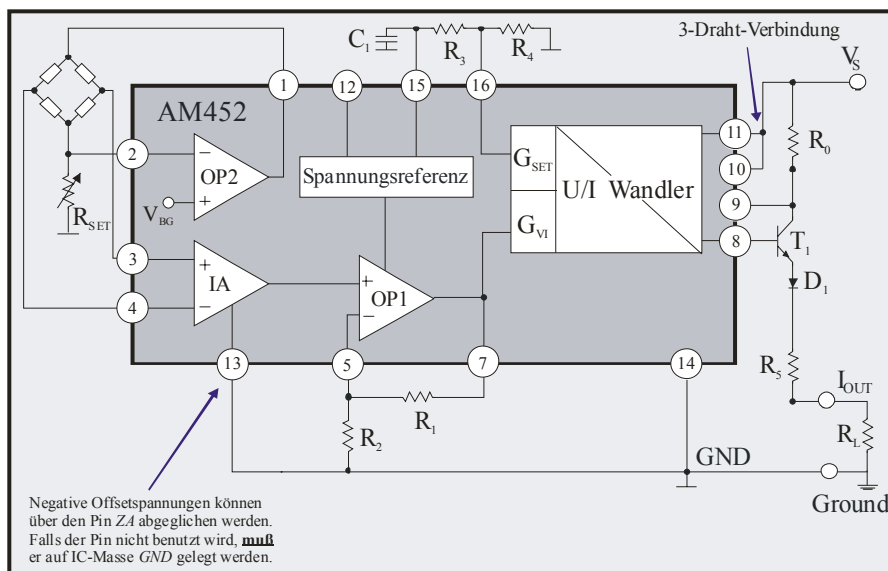 3-Draht-Verbindung
C1
R3
R4
VS
1
12
15
16
AM452
11
R0
10
2
−
OP2
+
VBG
Spannungsreferenz
GSET
U/I Wandler
GVI
9
8
T1
RSET
3
+
IA
−
4
+
OP1
−
D1
13
5
7
14
R5
IOUT
R1
R2
RL
GND
Ground
Negative Offsetspannungen können
über den Pin ZA abgeglichen werden.
Falls der Pin nicht benutzt wird, muß
er auf IC-Masse GND gelegt werden.